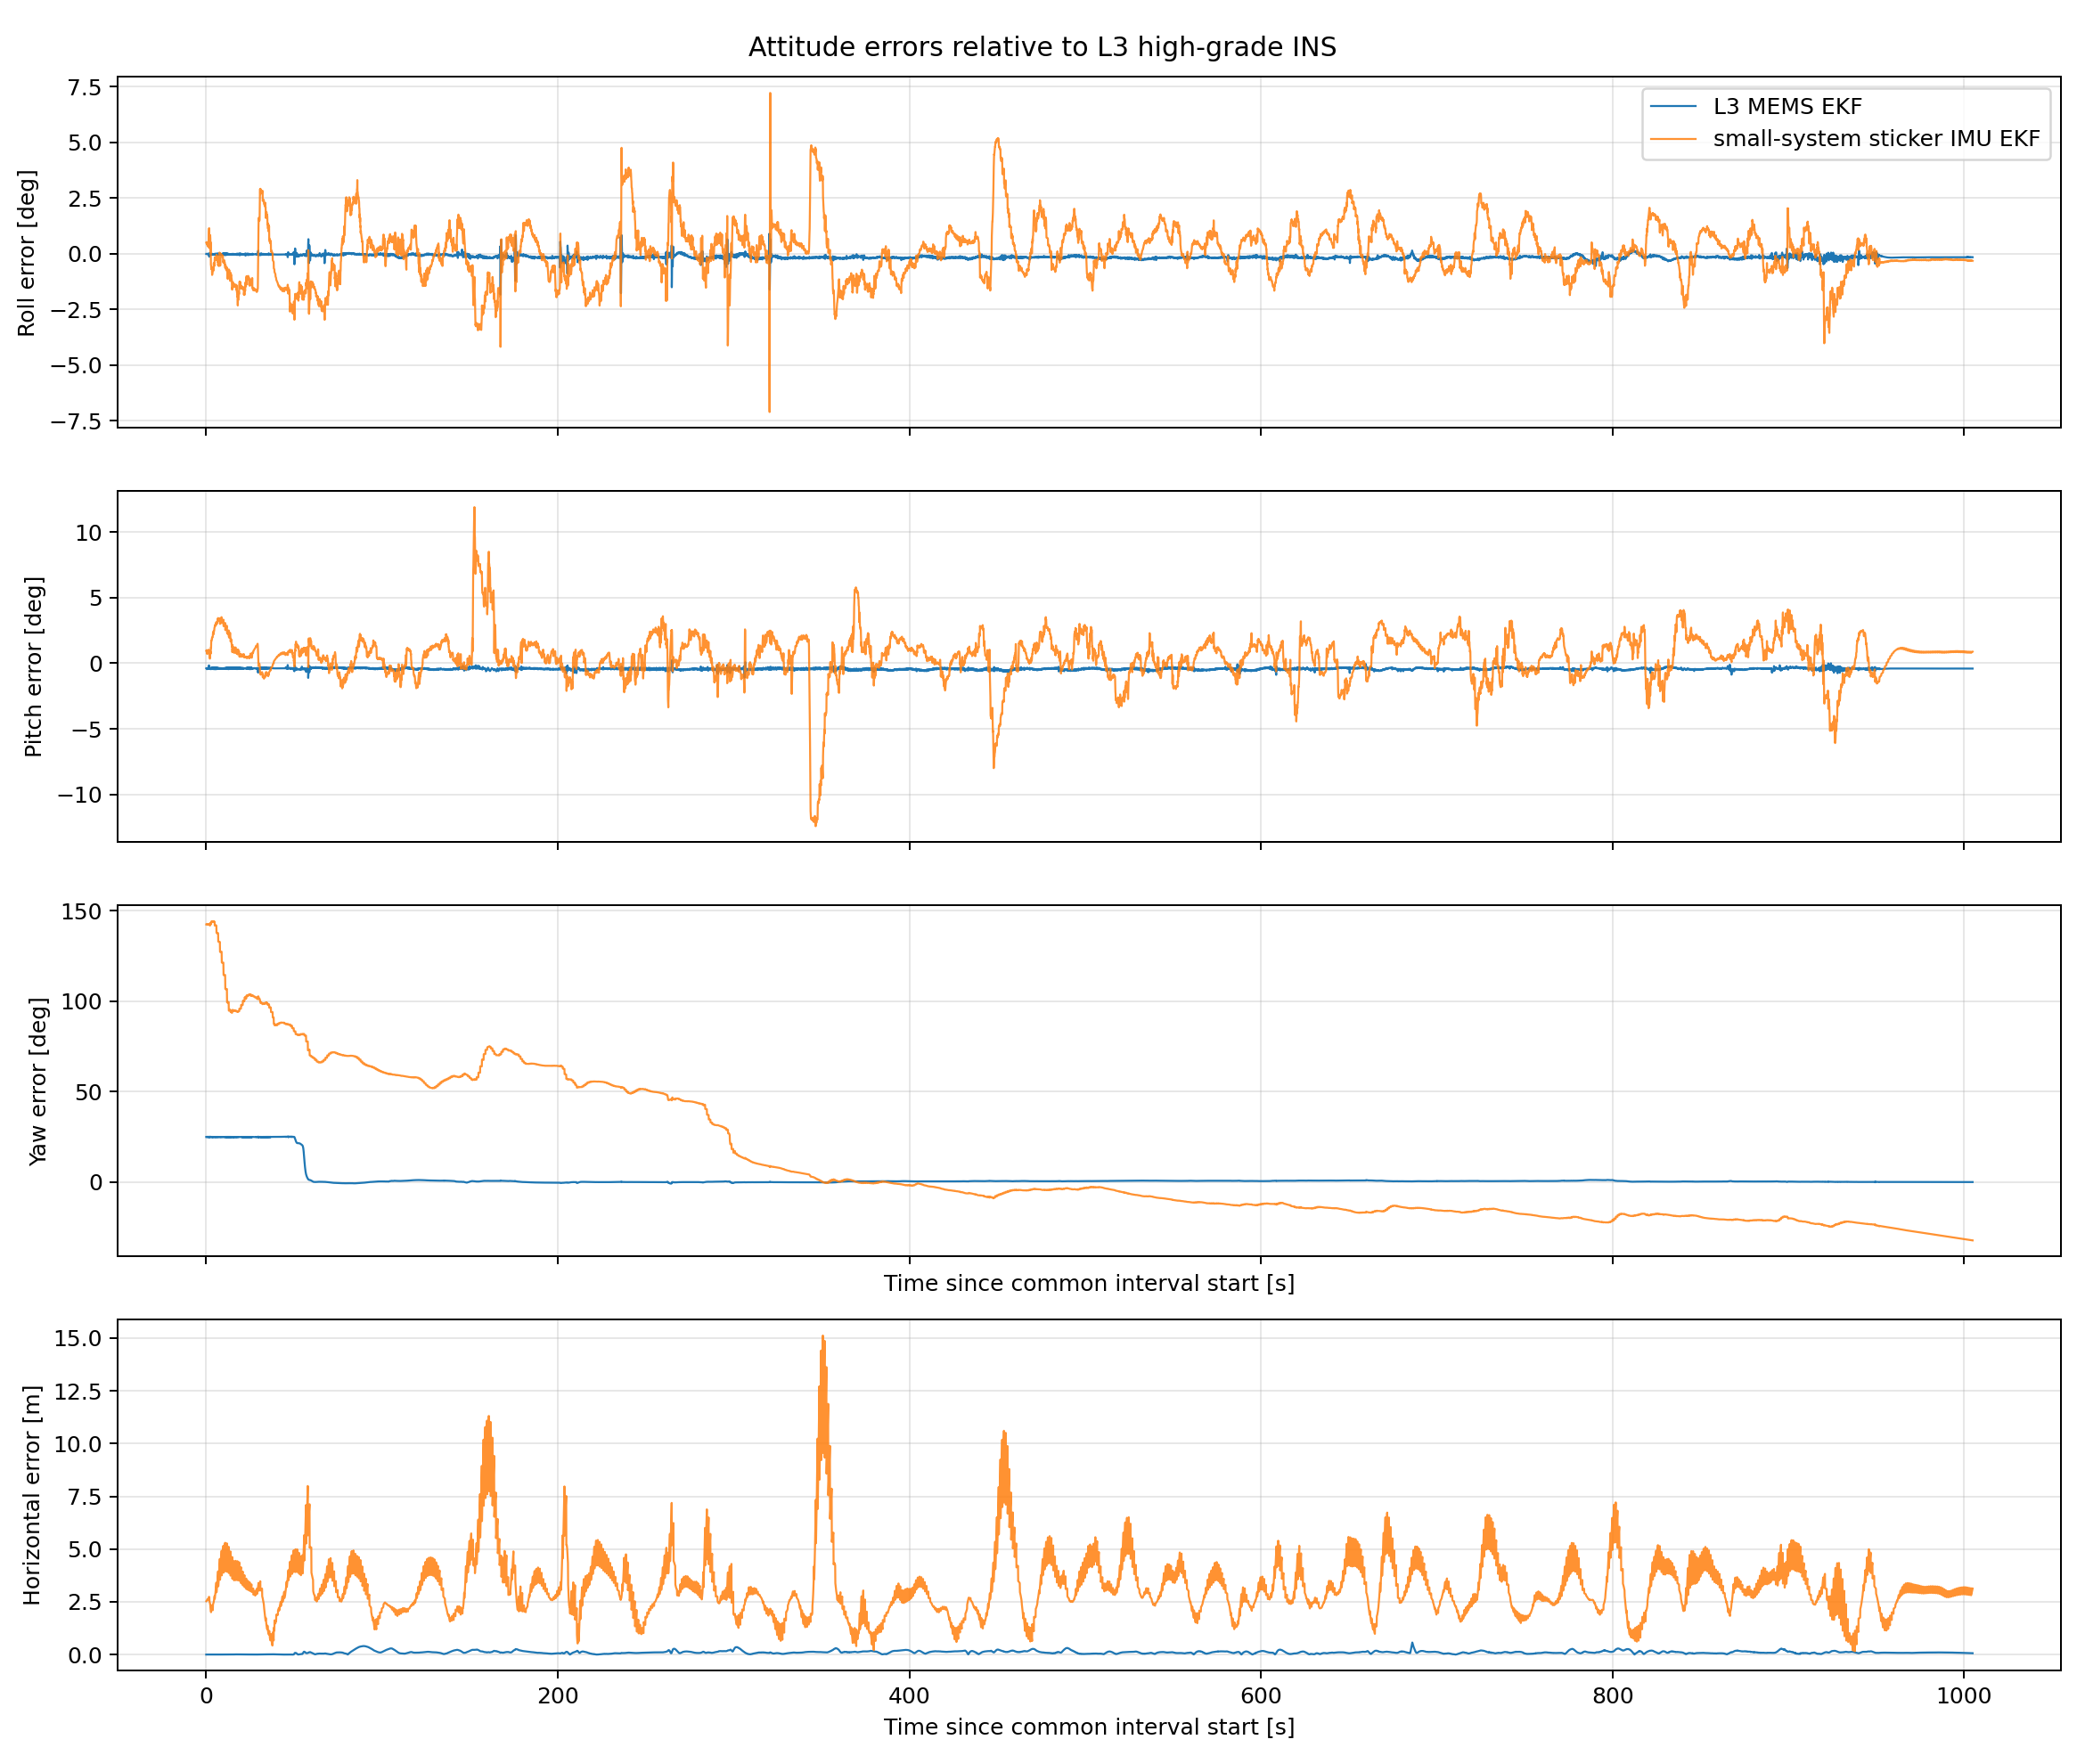 Attitude errors relative to L3 high-grade INS
L3 MEMS EKF
small-system sticker IMU EKF
Roll error [deg]
7.5
5.0
2.5
0.0
−2.5
−5.0
−7.5
Pitch error [deg]
10
5
0
−5
−10
Yaw error [deg]
150
100
50
0
Time since common interval start [s]
Horizontal error [m]
15.0
12.5
10.0
7.5
5.0
2.5
0.0
0 200 400 600 800 1000
Time since common interval start [s]